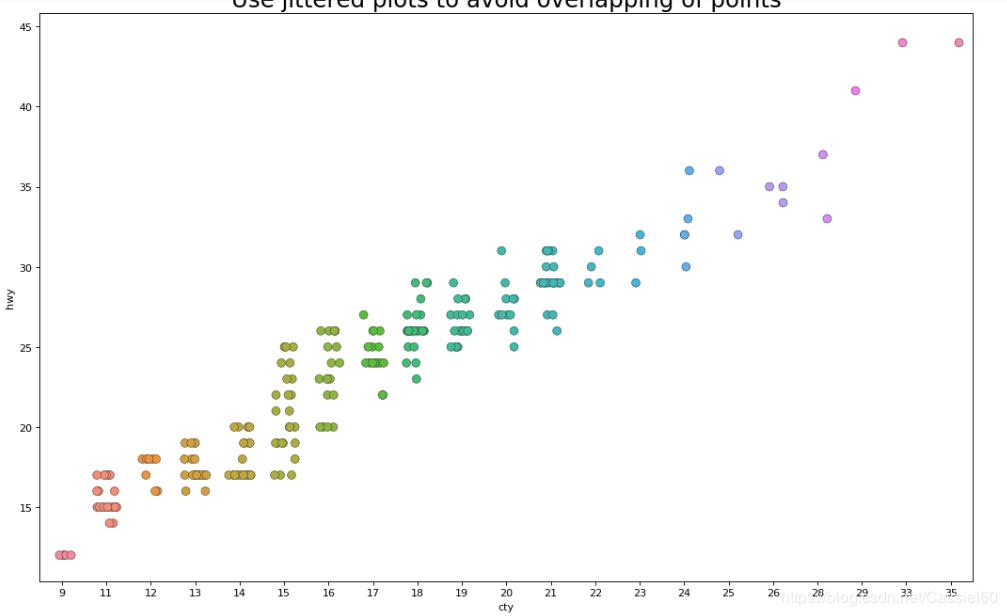 Use jittered plots to avoid overlapping of points
45
40
35
30
25
20
15
hwy
9 11 12 13 14 15 16 17 18 19 20 21 22 23 24 25 26 28 29 33 35
cty
https://blog.csdn.net/Cassiel60